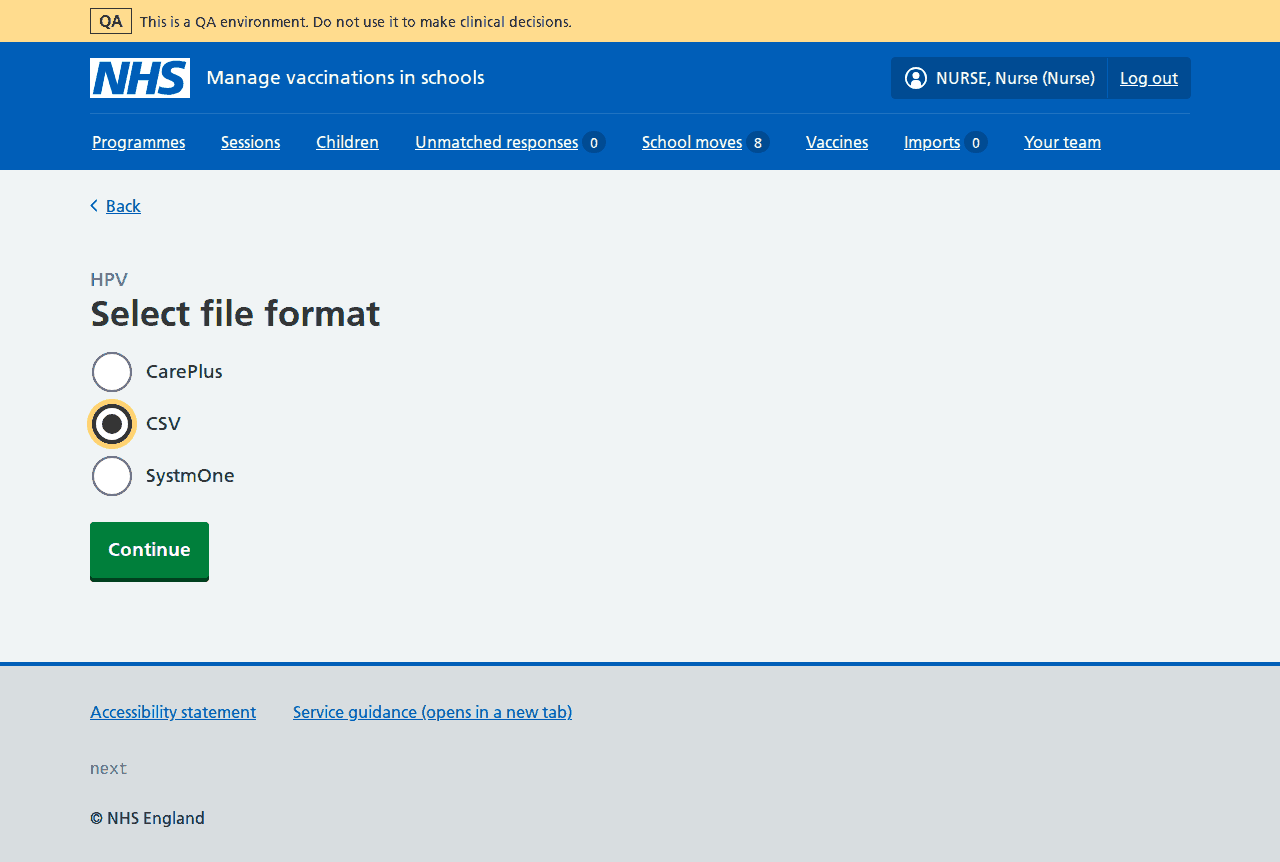 QA This is a QA environment. Do not use it to make clinical decisions.
NHS Manage vaccinations in schools NURSE, Nurse (Nurse) Log out
Programmes Sessions Children Unmatched responses 0 School moves 8 Vaccines Imports 0 Your team
Back
HPV
Select file format
CarePlus
CSV
SystmOne
Continue
Accessibility statement Service guidance (opens in a new tab)
next
© NHS England